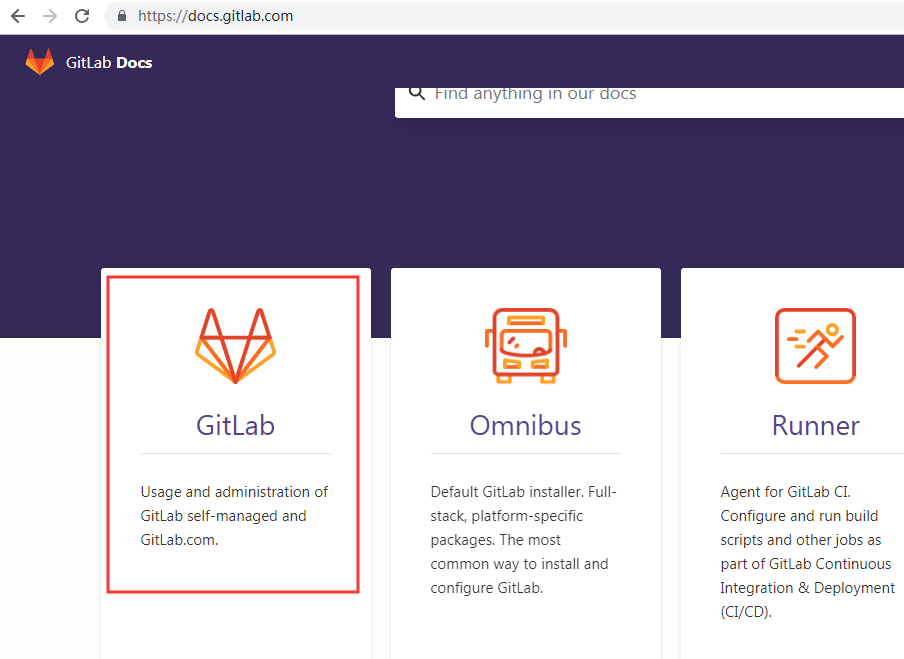 https://docs.gitlab.com
GitLab Docs
Find anything in our docs
GitLab
Usage and administration of
GitLab self-managed and
GitLab.com.
Omnibus
Default GitLab installer. Full-
stack, platform-specific
packages. The most
common way to install and
configure GitLab.
Runner
Agent for GitLab CI.
Configure and run build
scripts and other jobs as
part of GitLab Continuous
Integration & Deployment
(CI/CD).